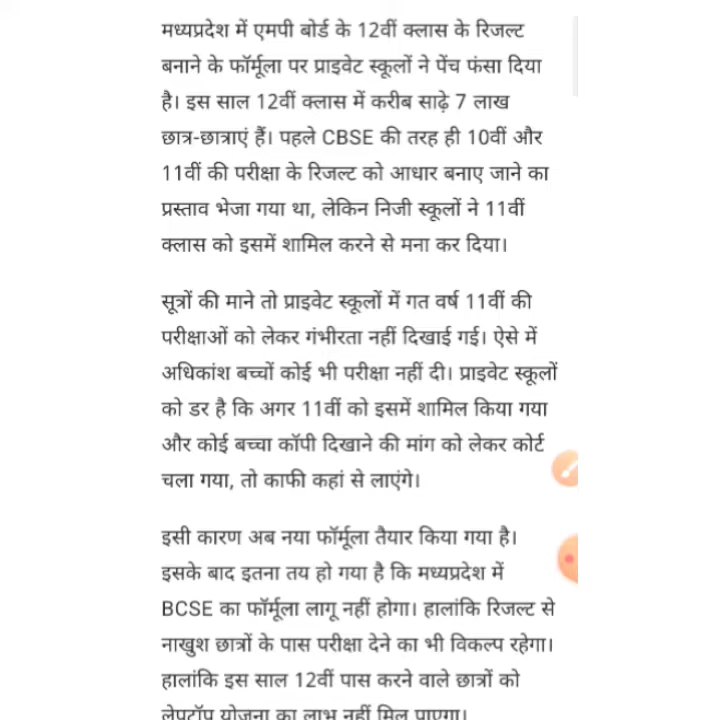 मध्यप्रदेश में एमपी बोर्ड के 12वीं क्लास के रिजल्ट
बनाने के फॉर्मूला पर प्राइवेट स्कूलों ने पेंच फंसा दिया
है। इस साल 12वीं क्लास में करीब साढ़े 7 लाख
छात्र-छात्राएं हैं। पहले CBSE की तरह ही 10वीं और
11वीं की परीक्षा के रिजल्ट को आधार बनाए जाने का
प्रस्ताव भेजा गया था, लेकिन निजी स्कूलों ने 11वीं
क्लास को इसमें शामिल करने से मना कर दिया।
सूत्रों की माने तो प्राइवेट स्कूलों में गत वर्ष 11वीं की
परीक्षाओं को लेकर गंभीरता नहीं दिखाई गई। ऐसे में
अधिकांश बच्चों कोई भी परीक्षा नहीं दी। प्राइवेट स्कूलों
को डर है कि अगर 11वीं को इसमें शामिल किया गया
और कोई बच्चा कॉपी दिखाने की मांग को लेकर कोर्ट
चला गया, तो काफी कहां से लाएंगे।
इसी कारण अब नया फॉर्मूला तैयार किया गया है।
इसके बाद इतना तय हो गया है कि मध्यप्रदेश में
BCSE का फॉर्मूला लागू नहीं होगा। हालांकि रिजल्ट से
नाखुश छात्रों के पास परीक्षा देने का भी विकल्प रहेगा।
हालांकि इस साल 12वीं पास करने वाले छात्रों को
लेपटॉप योजना का लाभ नहीं मिल पाएगा।